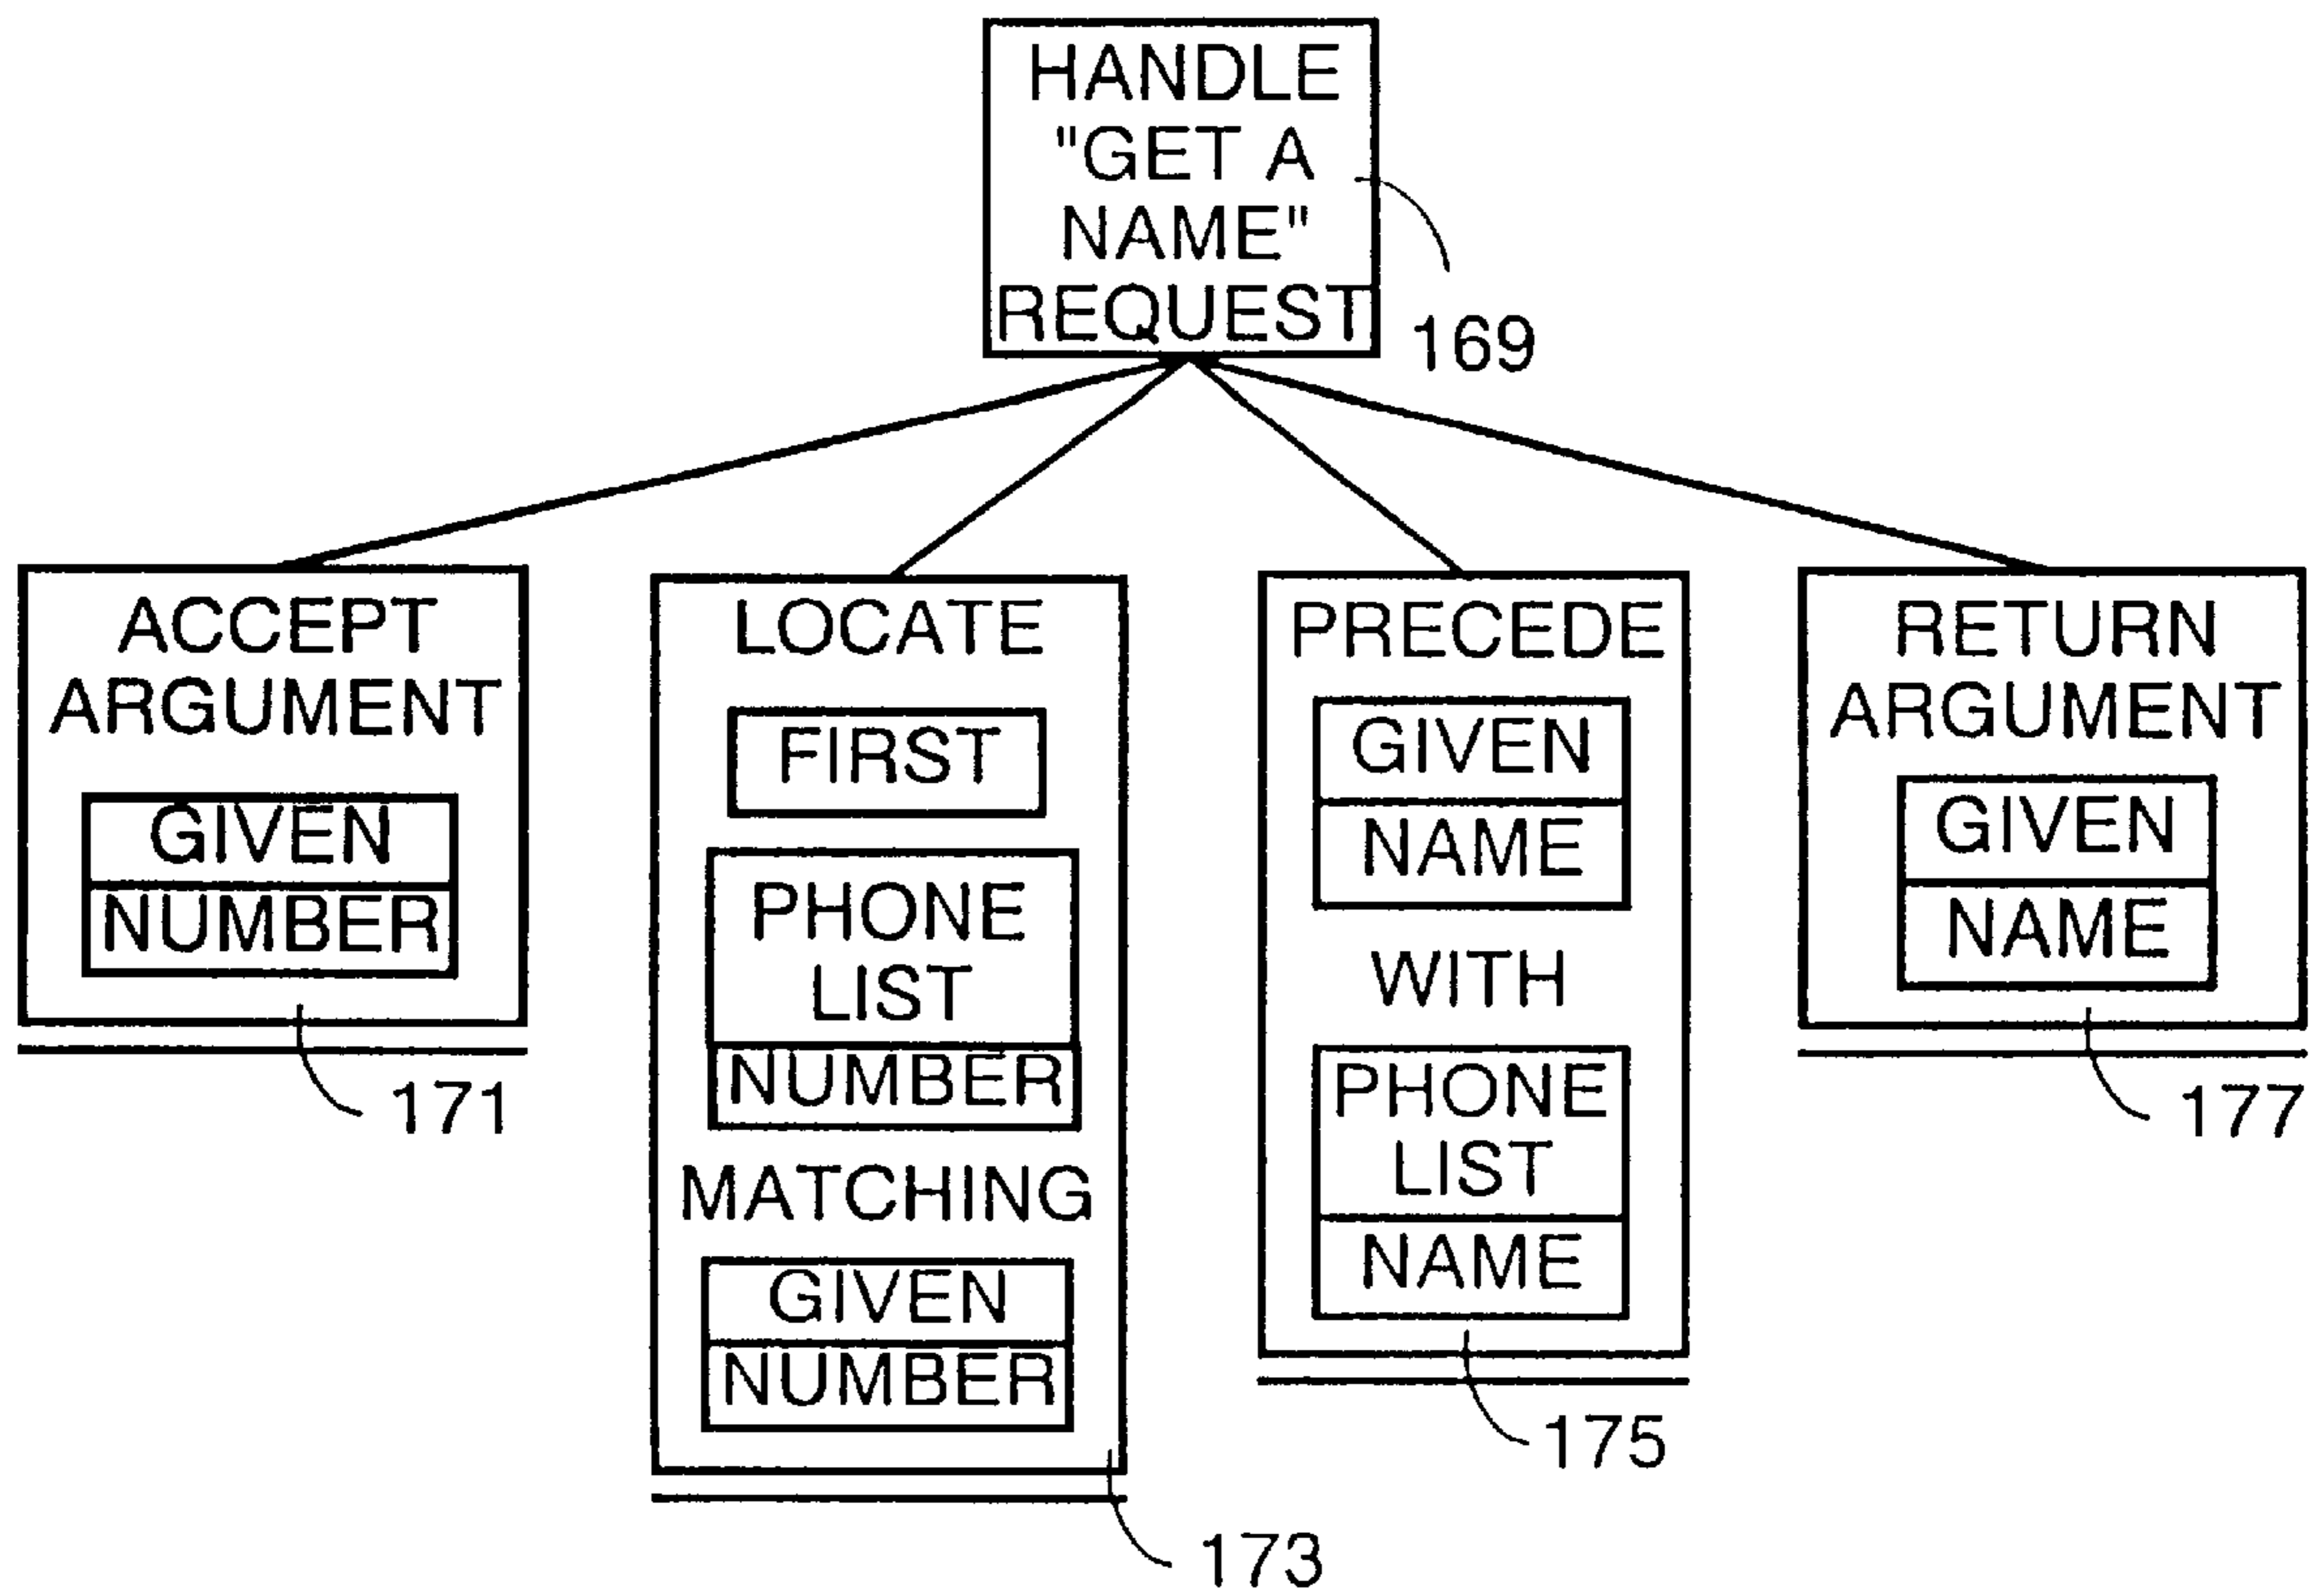 HANDLE
"GET A
NAME"
REQUEST
169
ACCEPT
ARGUMENT
GIVEN
NUMBER
171
LOCATE
FIRST
PHONE
LIST
NUMBER
MATCHING
GIVEN
NUMBER
173
PRECEDE
GIVEN
NAME
WITH
PHONE
LIST
NAME
175
RETURN
ARGUMENT
GIVEN
NAME
177